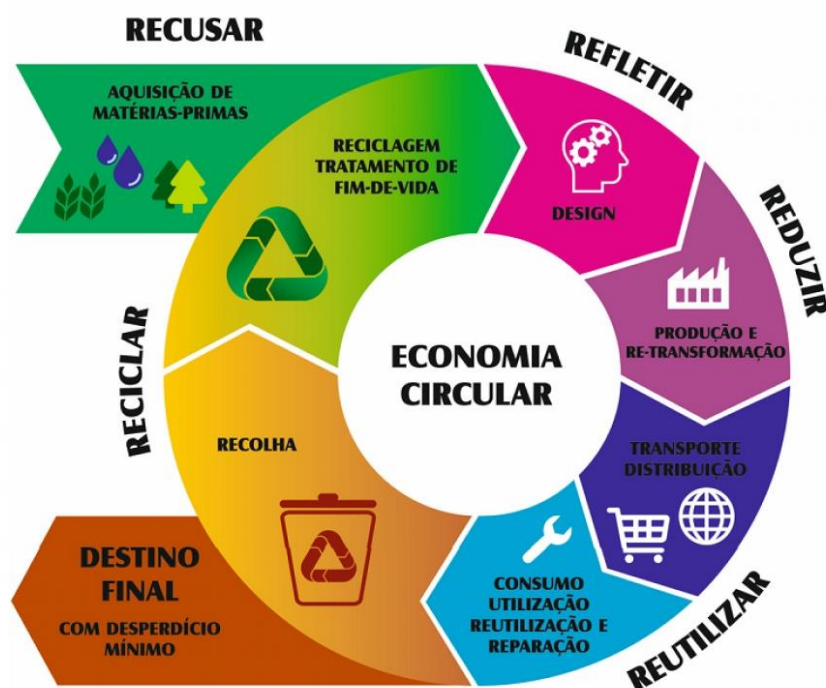 RECUSAR
AQUISIÇÃO DE
MATÉRIAS-PRIMAS
RECICLAGEM
TRATAMENTO DE
FIM-DE-VIDA
REFLETIR
DESIGN
REDUZIR
PRODUÇÃO E
RE-TRANSFORMAÇÃO
ECONOMIA
CIRCULAR
TRANSPORTE
DISTRIBUIÇÃO
REUTILIZAR
CONSUMO
UTILIZAÇÃO
REUTILIZAÇÃO E
REPARAÇÃO
RECICLAR
RECOLHA
DESTINO
FINAL
COM DESPERDÍCIO
MÍNIMO